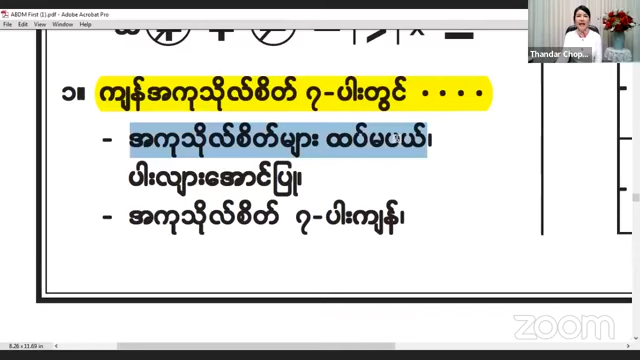 ABDM First (1).pdf - Adobe Acrobat Pro
File Edit View Window Help
Thandar Chop...
၁။ ကျန်အကုသိုလ်စိတ် ၇-ပါးတွင် ....
- အကုသိုလ်စိတ်များ ထပ်မပယ်၊
ပါးလျားအောင်ပြု၊
- အကုသိုလ်စိတ် ၇-ပါးကျန်၊
zoom
8.26 x 11.69 in